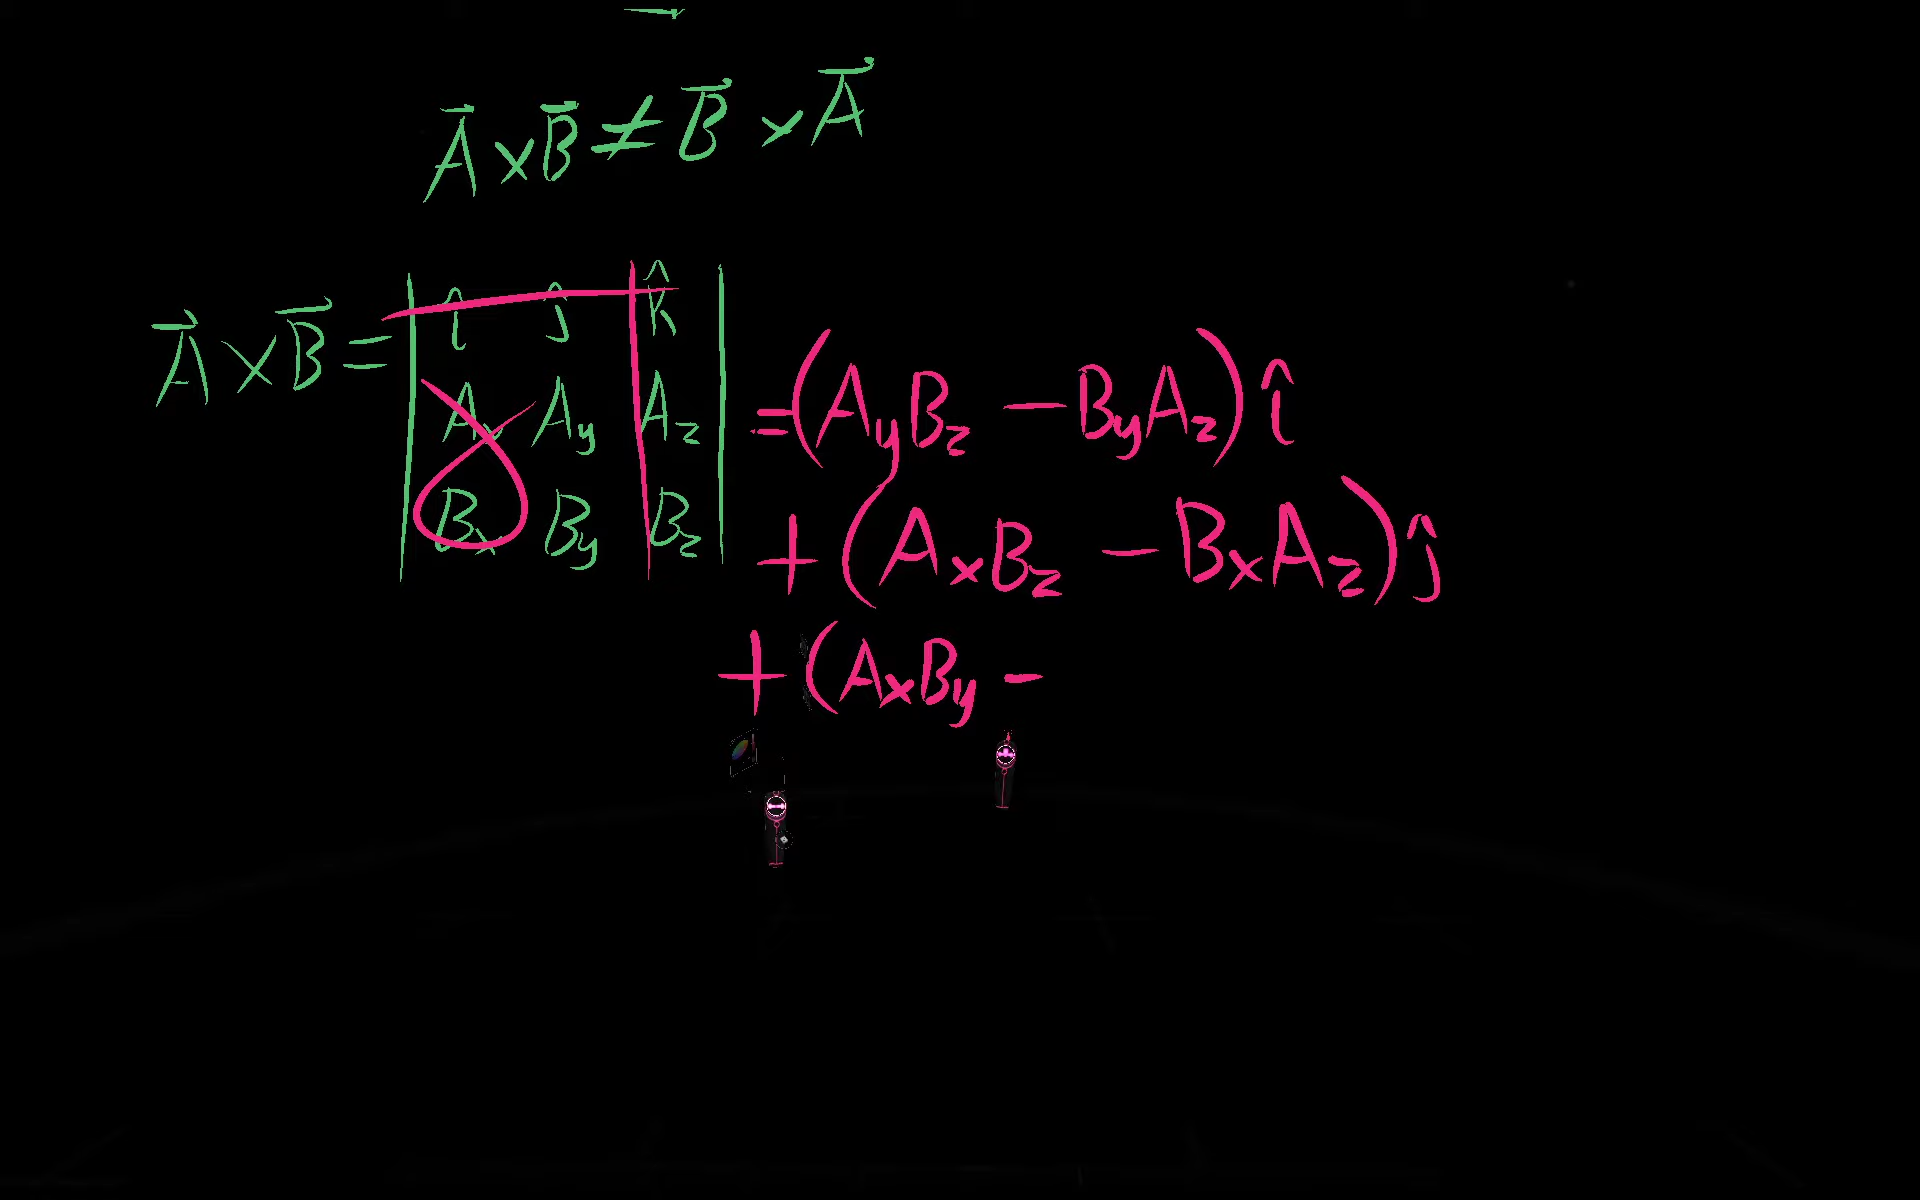 A⃗ × B⃗ ≠ B⃗ × A⃗
A⃗ × B⃗ = | î ĵ k̂ |
| Ax Ay Az |
| Bx By Bz |
= (AyBz − ByAz) î
+ (AxBz − BxAz) ĵ
+ (AxBy −